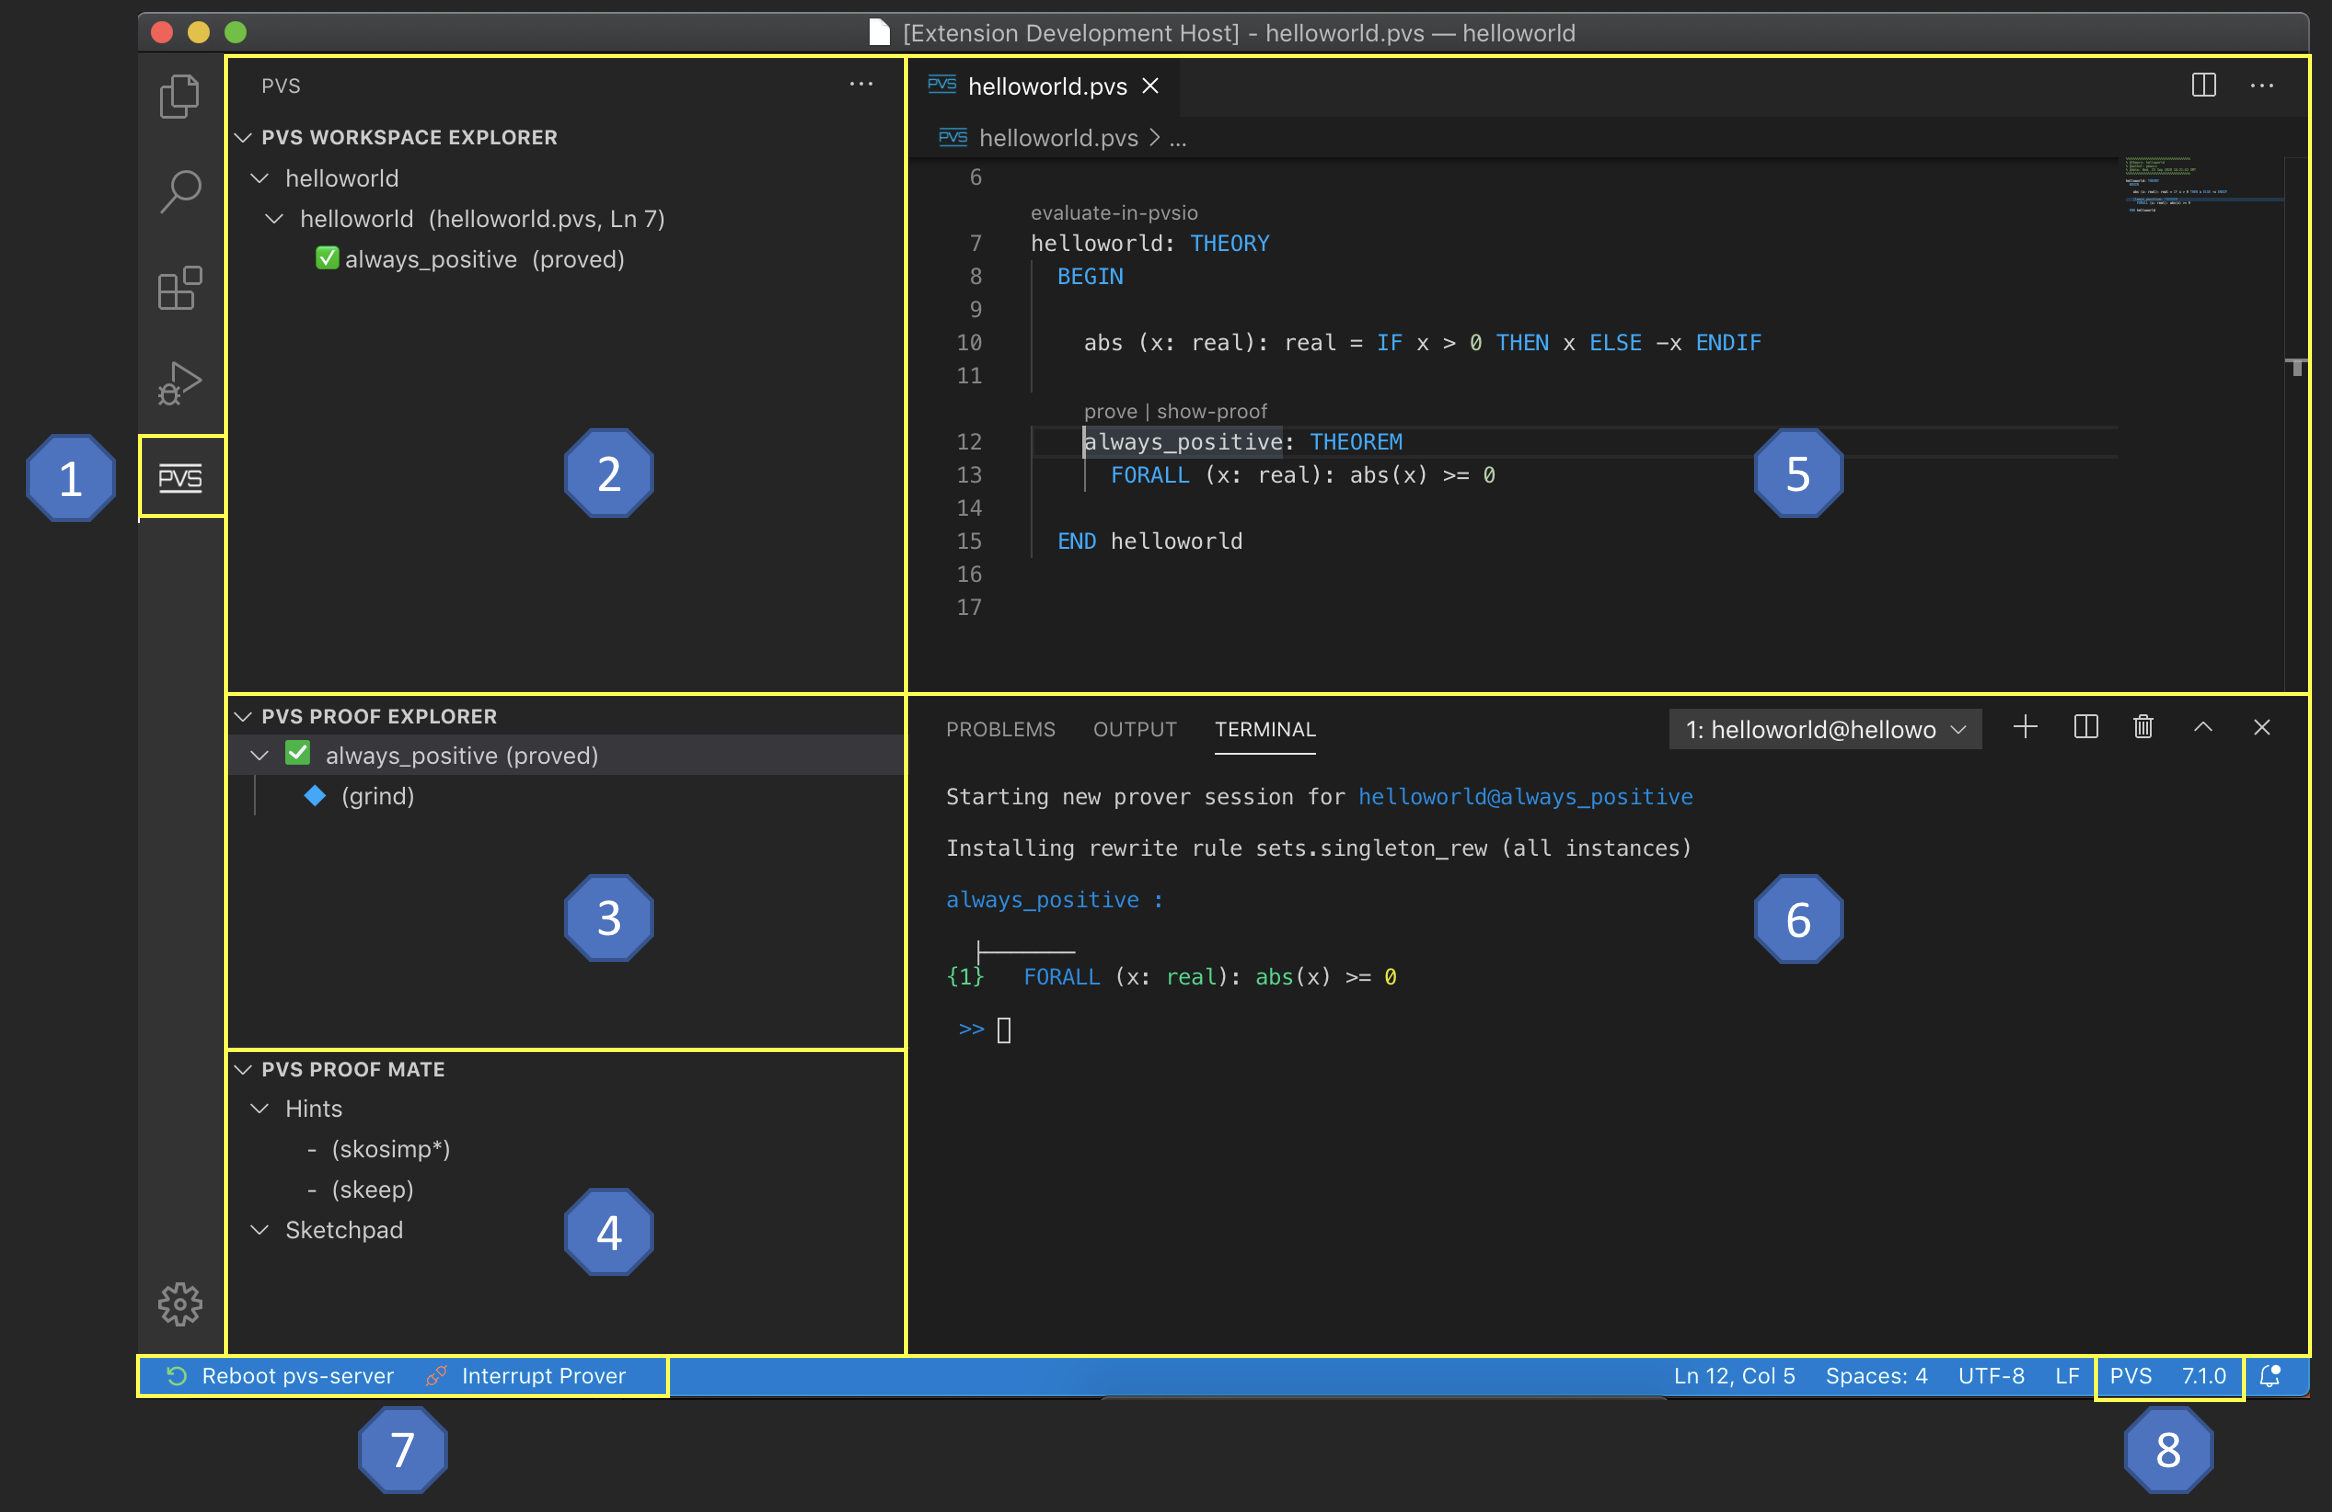 [Extension Development Host] - helloworld.pvs — helloworld
PVS
PVS WORKSPACE EXPLORER
helloworld
helloworld (helloworld.pvs, Ln 7)
always_positive (proved)
1
PVS
2
PVS PROOF EXPLORER
always_positive (proved)
(grind)
3
PVS PROOF MATE
Hints
- (skosimp*)
- (skeep)
Sketchpad
4
PVS helloworld.pvs
PVS helloworld.pvs > ...
6
evaluate-in-pvsio
7 helloworld: THEORY
8 BEGIN
9
10 abs (x: real): real = IF x > 0 THEN x ELSE -x ENDIF
11
prove | show-proof
12 always_positive: THEOREM
13 FORALL (x: real): abs(x) >= 0
14
15 END helloworld
16
17
5
PROBLEMS OUTPUT TERMINAL 1: helloworld@hellowo
Starting new prover session for helloworld@always_positive
Installing rewrite rule sets.singleton_rew (all instances)
always_positive :
{1} FORALL (x: real): abs(x) >= 0
>>
6
Reboot pvs-server Interrupt Prover Ln 12, Col 5 Spaces: 4 UTF-8 LF PVS 7.1.0
7
8